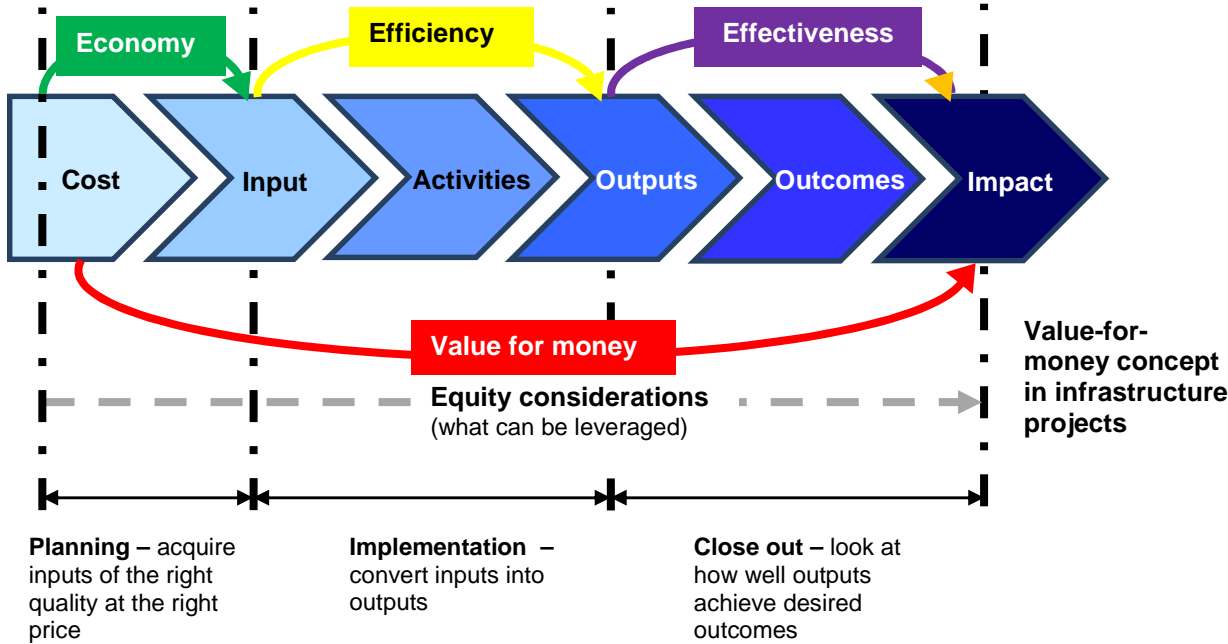 Economy
Efficiency
Effectiveness
Cost
Input
Activities
Outputs
Outcomes
Impact
Value for money
Value-for-
money concept
in infrastructure
projects
Equity considerations
(what can be leveraged)
Planning – acquire
inputs of the right
quality at the right
price
Implementation –
convert inputs into
outputs
Close out – look at
how well outputs
achieve desired
outcomes